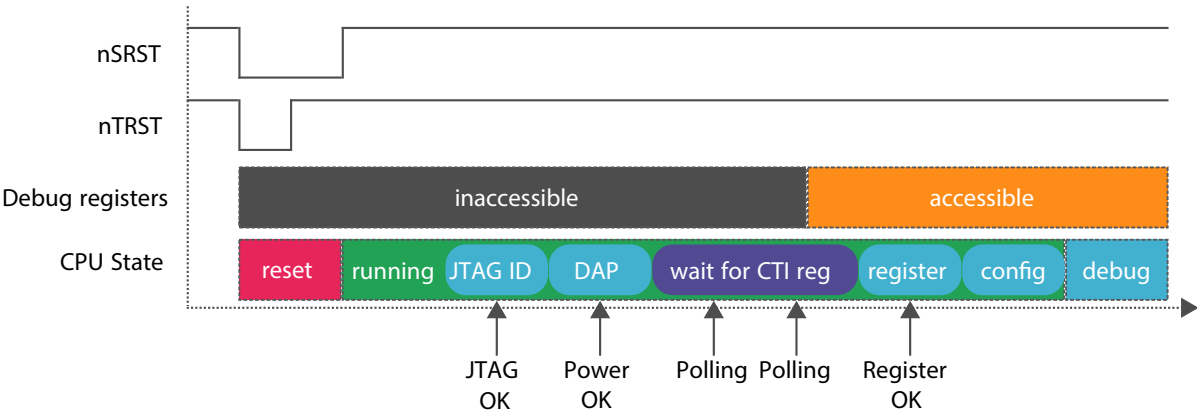 nSRST
nTRST
Debug registers
inaccessible
accessible
CPU State
reset
running
JTAG ID
DAP
wait for CTI reg
register
config
debug
JTAG
OK
Power
OK
Polling
Polling
Register
OK